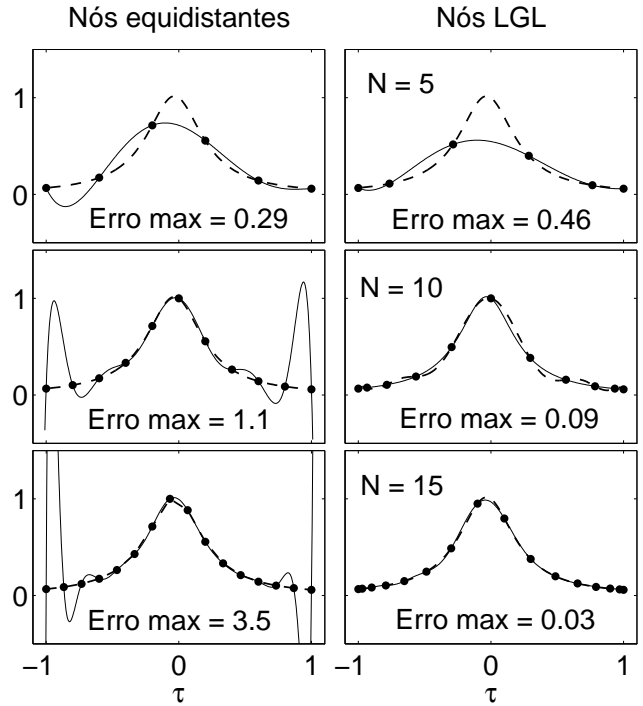 Nós equidistantes
Nós LGL
1
0
Erro max = 0.29
N = 5
Erro max = 0.46
1
0
Erro max = 1.1
N = 10
Erro max = 0.09
1
0
Erro max = 3.5
N = 15
Erro max = 0.03
−1 0 1
τ
−1 0 1
τ